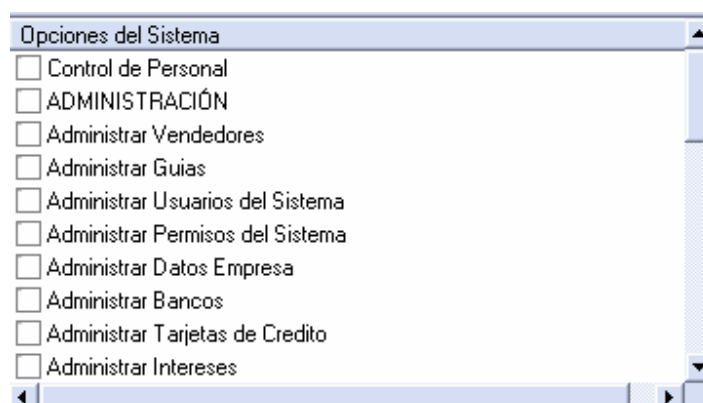 Opciones del Sistema
Control de Personal
ADMINISTRACIÓN
Administrar Vendedores
Administrar Guias
Administrar Usuarios del Sistema
Administrar Permisos del Sistema
Administrar Datos Empresa
Administrar Bancos
Administrar Tarjetas de Credito
Administrar Intereses